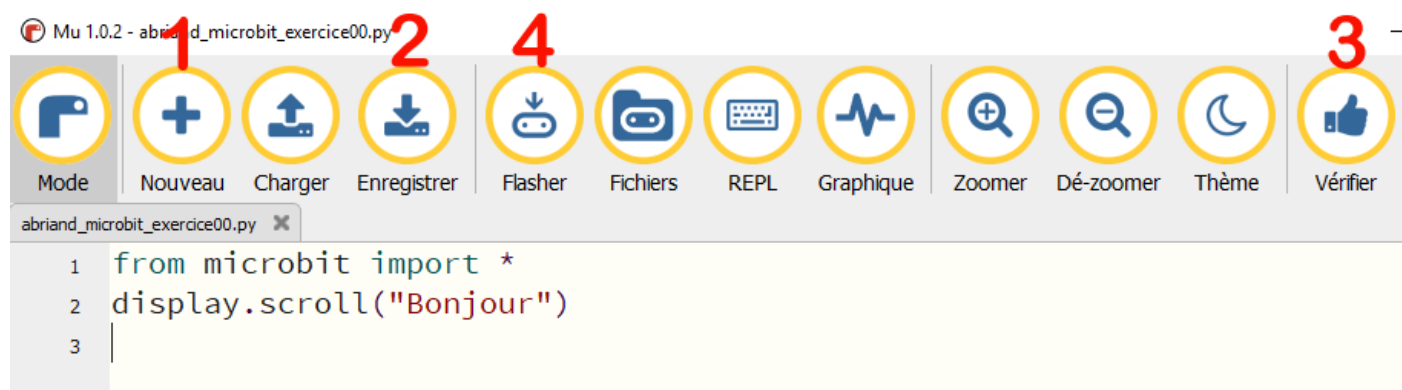 Mu 1.0.2 - abriand_microbit_exercice00.py
1 2 4 3
Mode Nouveau Charger Enregistrer Flasher Fichiers REPL Graphique Zoomer Dé-zoomer Thème Vérifier
abriand_microbit_exercice00.py
1 from microbit import *
2 display.scroll("Bonjour")
3